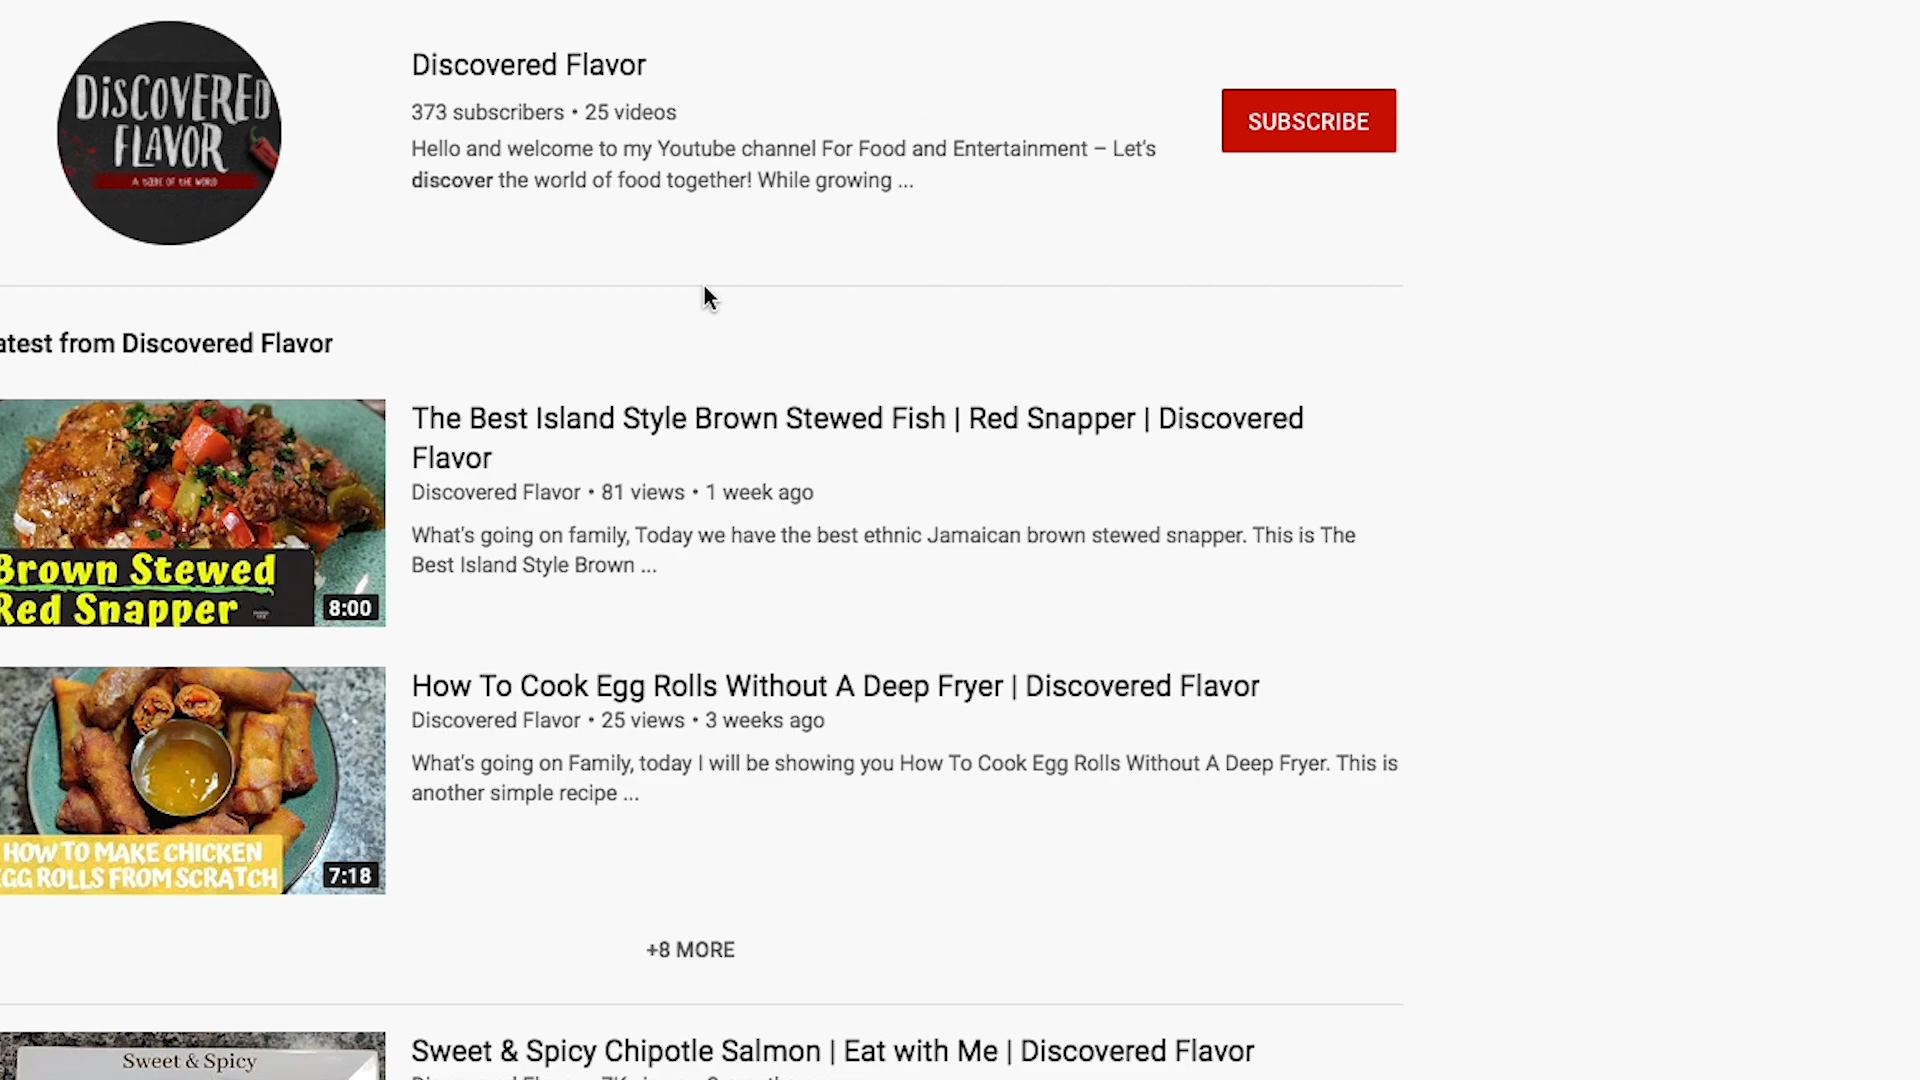 DISCOVERED
FLAVOR
A TASTE OF THE WORLD
Discovered Flavor
373 subscribers • 25 videos
Hello and welcome to my Youtube channel For Food and Entertainment – Let's
discover the world of food together! While growing ...
SUBSCRIBE
atest from Discovered Flavor
Brown Stewed
Red Snapper
8:00
The Best Island Style Brown Stewed Fish | Red Snapper | Discovered
Flavor
Discovered Flavor • 81 views • 1 week ago
What's going on family, Today we have the best ethnic Jamaican brown stewed snapper. This is The
Best Island Style Brown ...
HOW TO MAKE CHICKEN
EGG ROLLS FROM SCRATCH
7:18
How To Cook Egg Rolls Without A Deep Fryer | Discovered Flavor
Discovered Flavor • 25 views • 3 weeks ago
What's going on Family, today I will be showing you How To Cook Egg Rolls Without A Deep Fryer. This is
another simple recipe ...
+8 MORE
Sweet & Spicy
Sweet & Spicy Chipotle Salmon | Eat with Me | Discovered Flavor